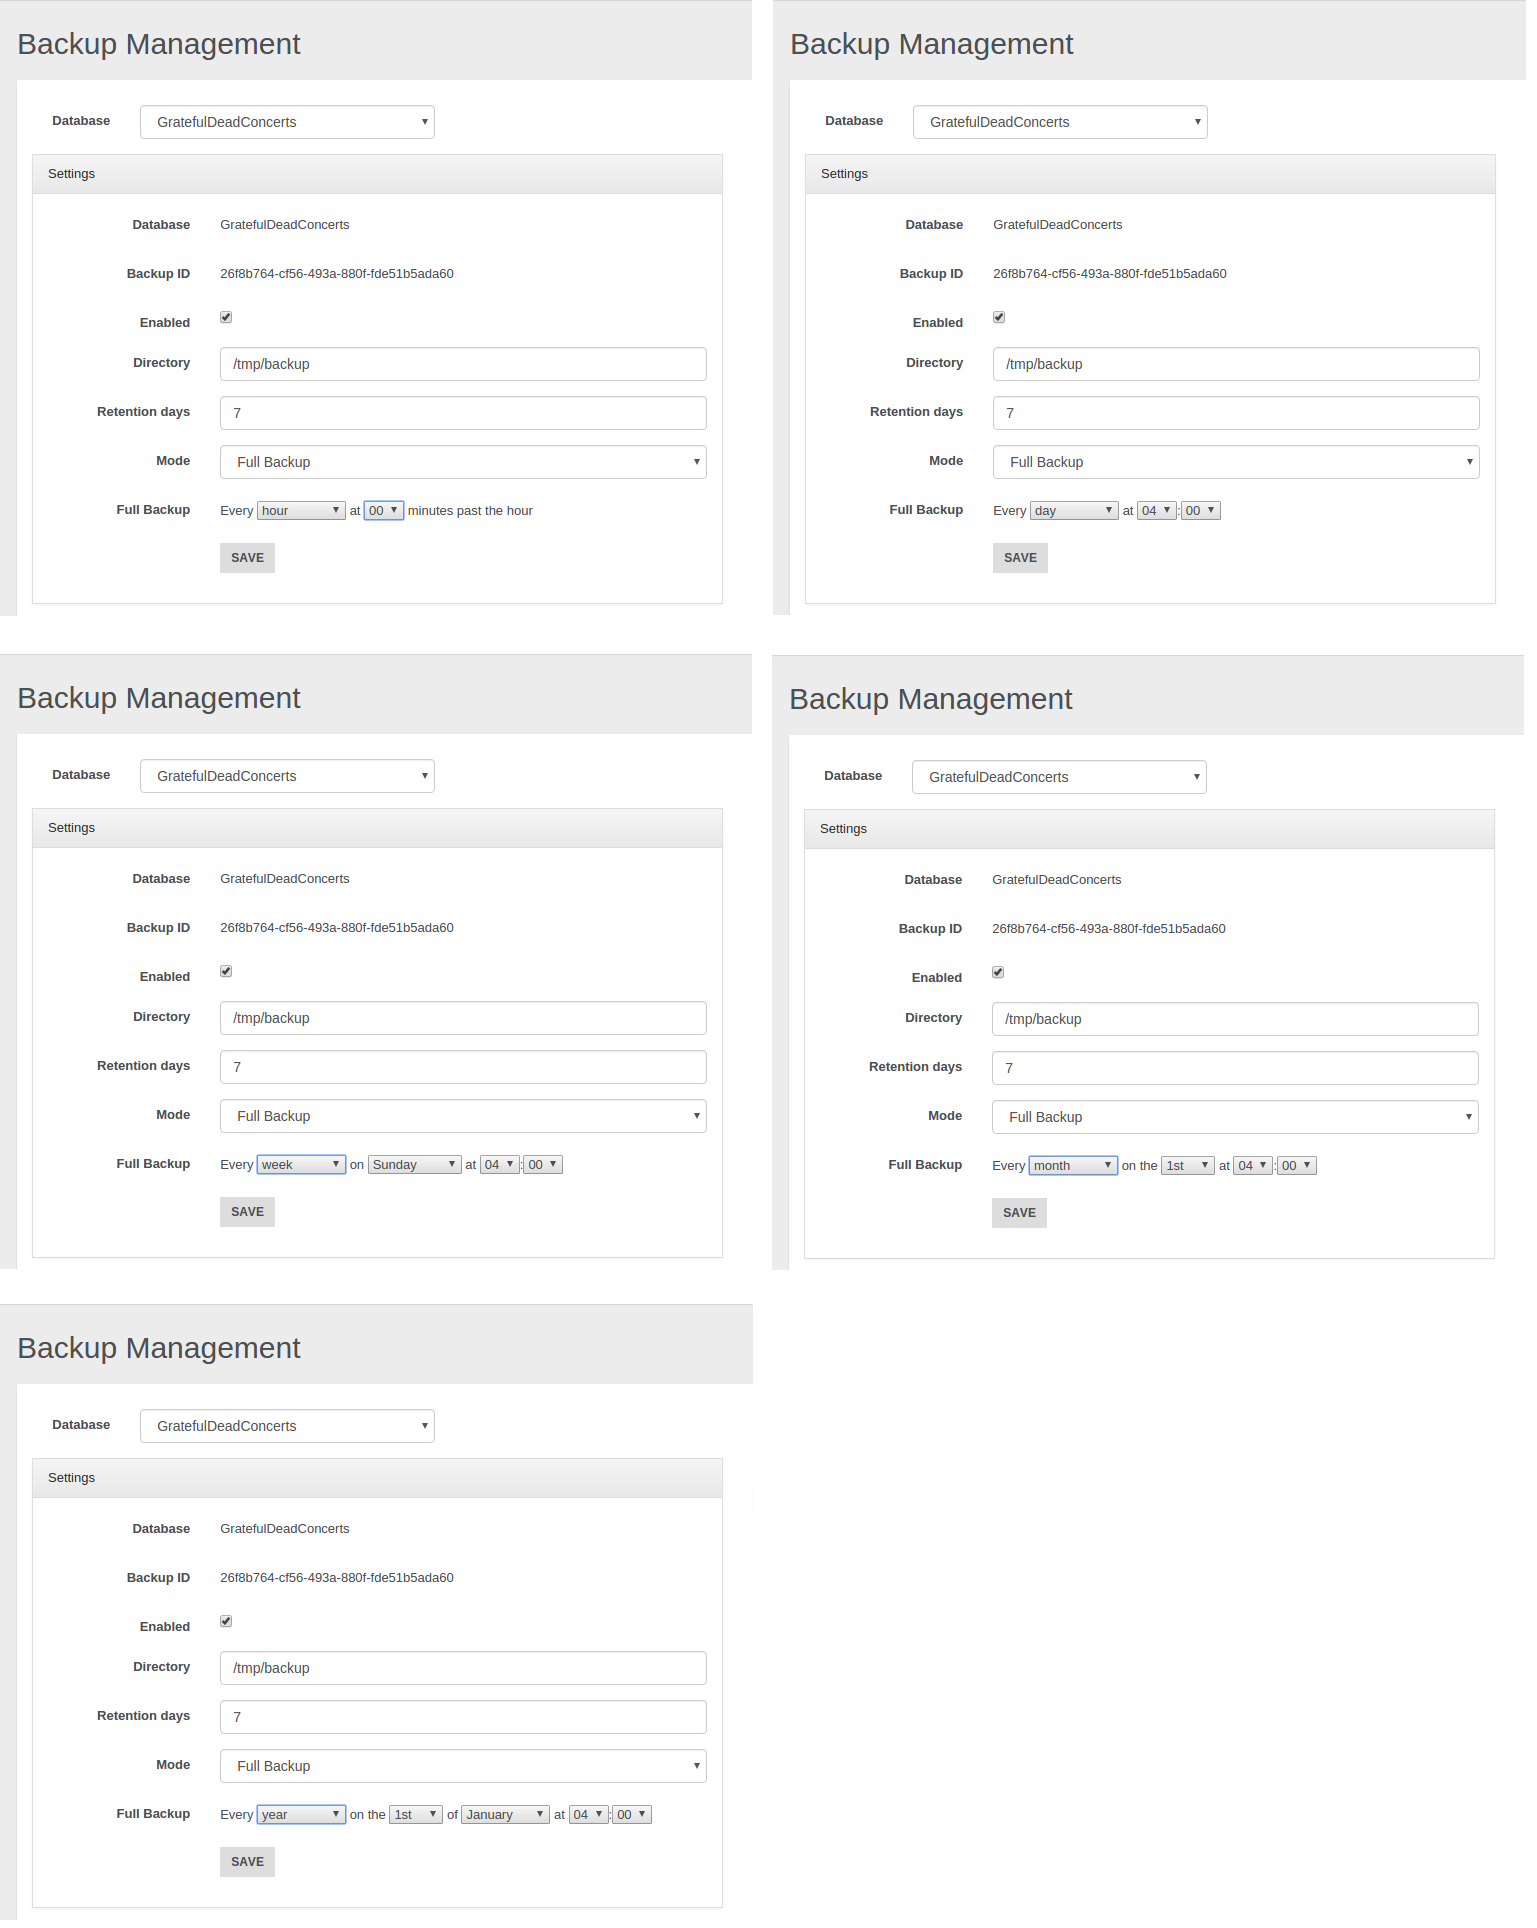 Backup Management
Database GratefulDeadConcerts
Settings
Database GratefulDeadConcerts
Backup ID 26f8b764-cf56-493a-880f-fde51b5ada60
Enabled
Directory /tmp/backup
Retention days 7
Mode Full Backup
Full Backup Every hour at 00 minutes past the hour
SAVE
Backup Management
Database GratefulDeadConcerts
Settings
Database GratefulDeadConcerts
Backup ID 26f8b764-cf56-493a-880f-fde51b5ada60
Enabled
Directory /tmp/backup
Retention days 7
Mode Full Backup
Full Backup Every day at 04 : 00
SAVE
Backup Management
Database GratefulDeadConcerts
Settings
Database GratefulDeadConcerts
Backup ID 26f8b764-cf56-493a-880f-fde51b5ada60
Enabled
Directory /tmp/backup
Retention days 7
Mode Full Backup
Full Backup Every week on Sunday at 04 : 00
SAVE
Backup Management
Database GratefulDeadConcerts
Settings
Database GratefulDeadConcerts
Backup ID 26f8b764-cf56-493a-880f-fde51b5ada60
Enabled
Directory /tmp/backup
Retention days 7
Mode Full Backup
Full Backup Every month on the 1st at 04 : 00
SAVE
Backup Management
Database GratefulDeadConcerts
Settings
Database GratefulDeadConcerts
Backup ID 26f8b764-cf56-493a-880f-fde51b5ada60
Enabled
Directory /tmp/backup
Retention days 7
Mode Full Backup
Full Backup Every year on the 1st of January at 04 : 00
SAVE